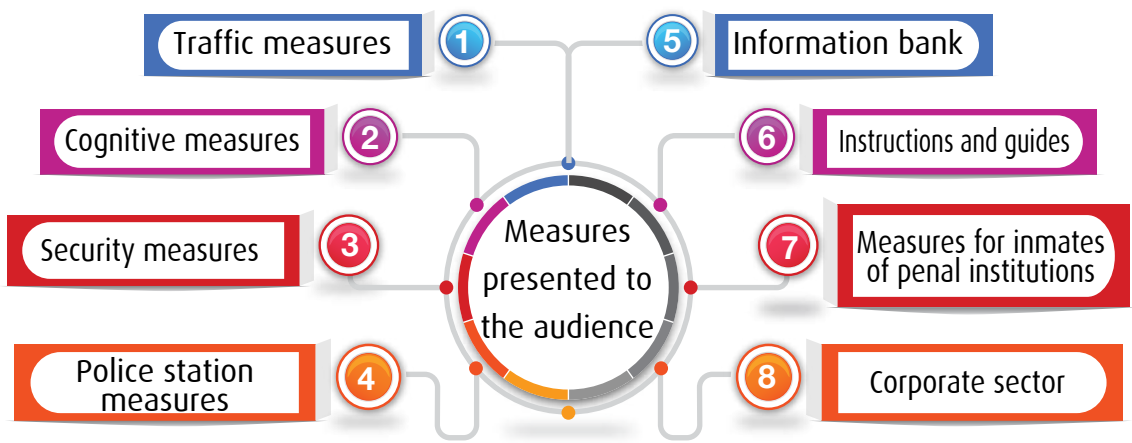 Traffic measures
1
Cognitive measures
2
Security measures
3
Police station
measures
4
Measures
presented to
the audience
5
Information bank
6
Instructions and guides
7
Measures for inmates
of penal institutions
8
Corporate sector